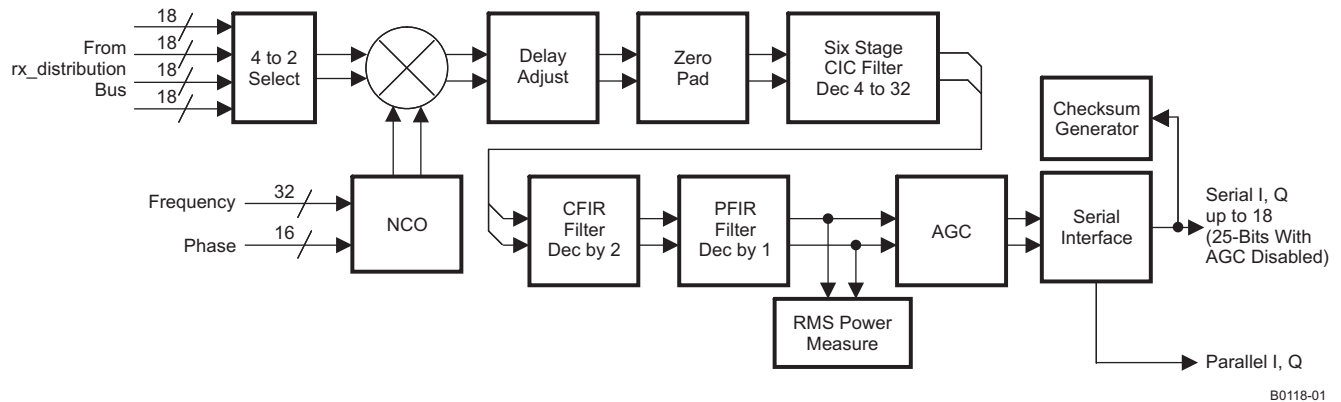 18
From
18
rx_distribution
18
Bus
18
4 to 2
Select
Delay
Adjust
Zero
Pad
Six Stage
CIC Filter
Dec 4 to 32
Checksum
Generator
Frequency
32
Phase
16
NCO
CFIR
Filter
Dec by 2
PFIR
Filter
Dec by 1
AGC
Serial
Interface
Serial I, Q
up to 18
(25-Bits With
AGC Disabled)
RMS Power
Measure
Parallel I, Q
B0118-01